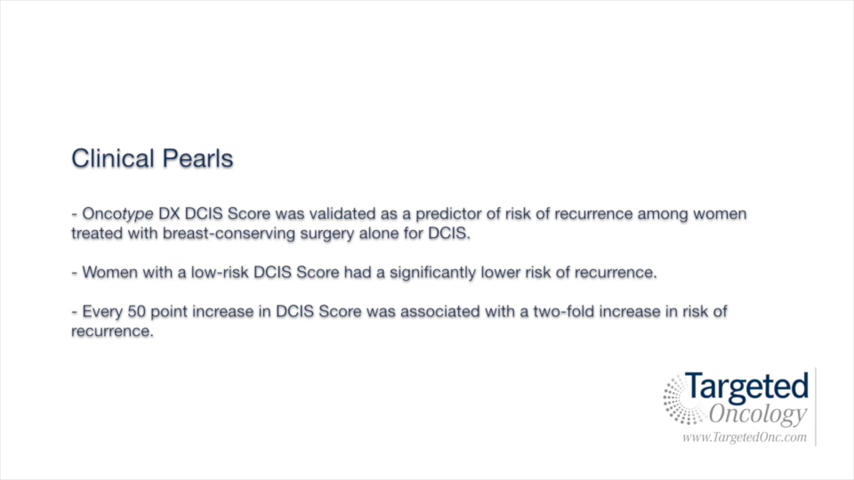 Clinical Pearls
- Oncotype DX DCIS Score was validated as a predictor of risk of recurrence among women
treated with breast-conserving surgery alone for DCIS.
- Women with a low-risk DCIS Score had a significantly lower risk of recurrence.
- Every 50 point increase in DCIS Score was associated with a two-fold increase in risk of
recurrence.
Targeted
Oncology
www.TargetedOnc.com